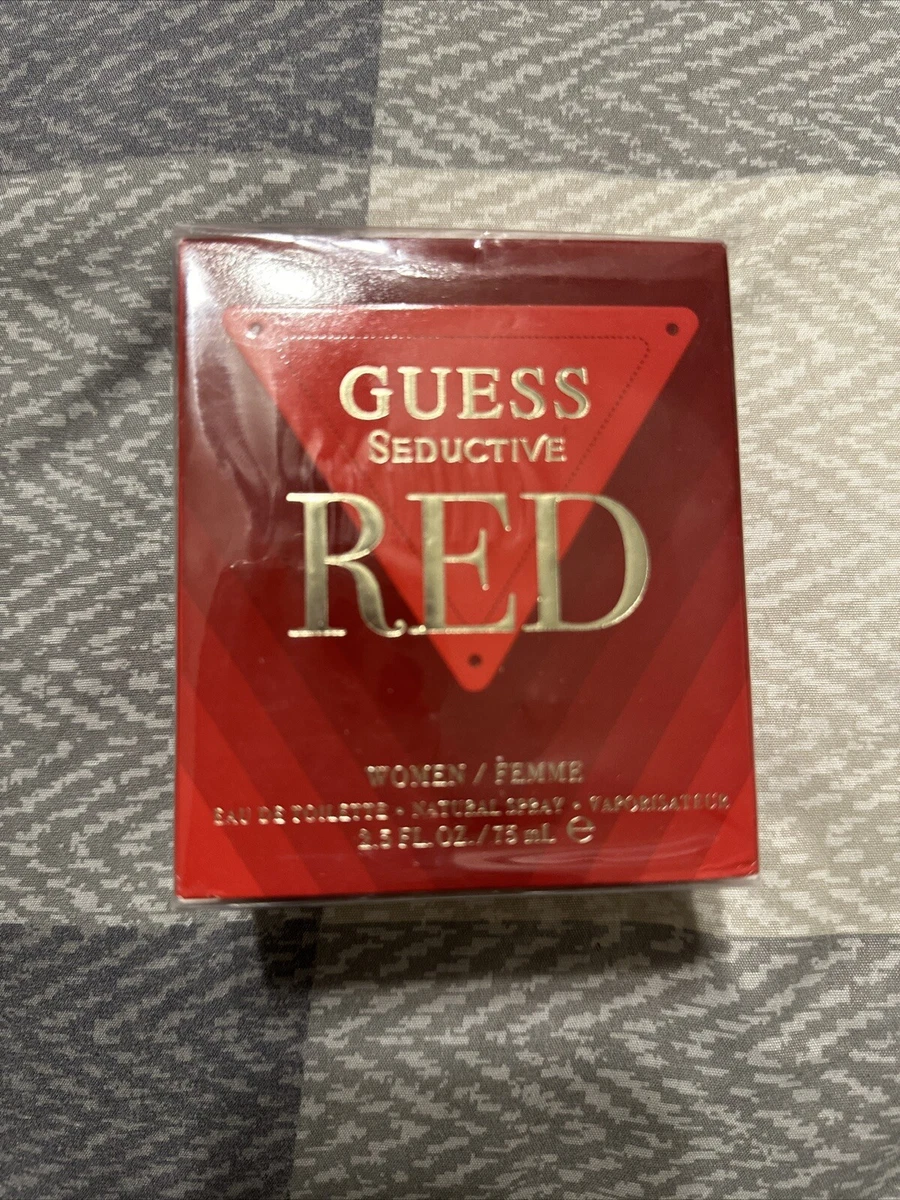 GUESS
SEDUCTIVE
RED
WOMEN / FEMME
EAU DE TOILETTE • NATURAL SPRAY • VAPORISATEUR
2.5 FL. OZ. / 75 mL ℮